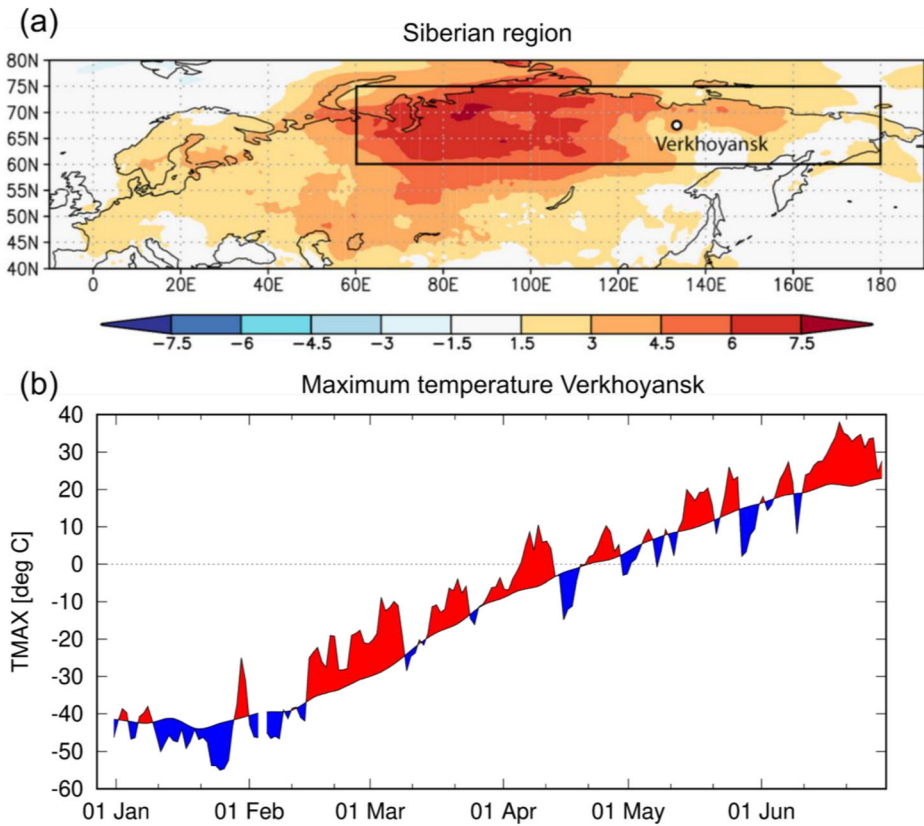 (a)
Siberian region
80N
75N
70N
65N
60N
55N
50N
45N
40N
Verkhoyansk
0 20E 40E 60E 80E 100E 120E 140E 160E 180
−7.5 −6 −4.5 −3 −1.5 1.5 3 4.5 6 7.5
(b)
Maximum temperature Verkhoyansk
TMAX [deg C]
40
30
20
10
0
-10
-20
-30
-40
-50
-60
01 Jan 01 Feb 01 Mar 01 Apr 01 May 01 Jun